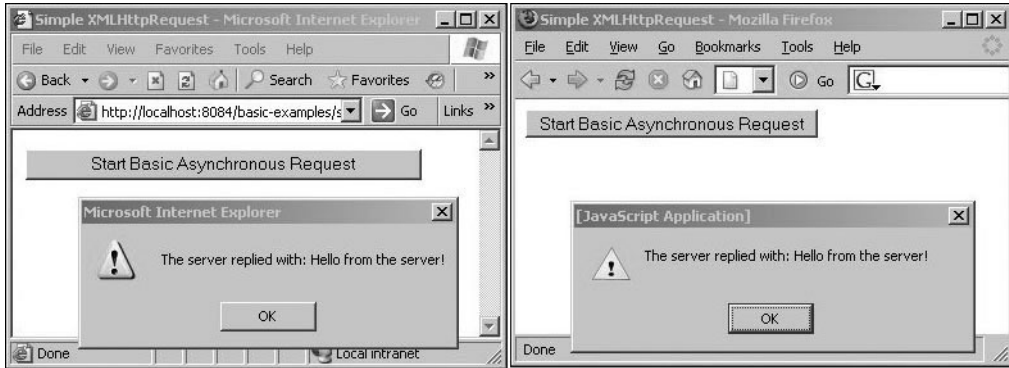 Simple XMLHttpRequest - Microsoft Internet Explorer
File Edit View Favorites Tools Help
Back Search Favorites »
Address http://localhost:8084/basic-examples/s Go Links »
Start Basic Asynchronous Request
Microsoft Internet Explorer
The server replied with: Hello from the server!
OK
Done Local intranet
Simple XMLHttpRequest - Mozilla Firefox
File Edit View Go Bookmarks Tools Help
Go G
Start Basic Asynchronous Request
[JavaScript Application]
The server replied with: Hello from the server!
OK
Done